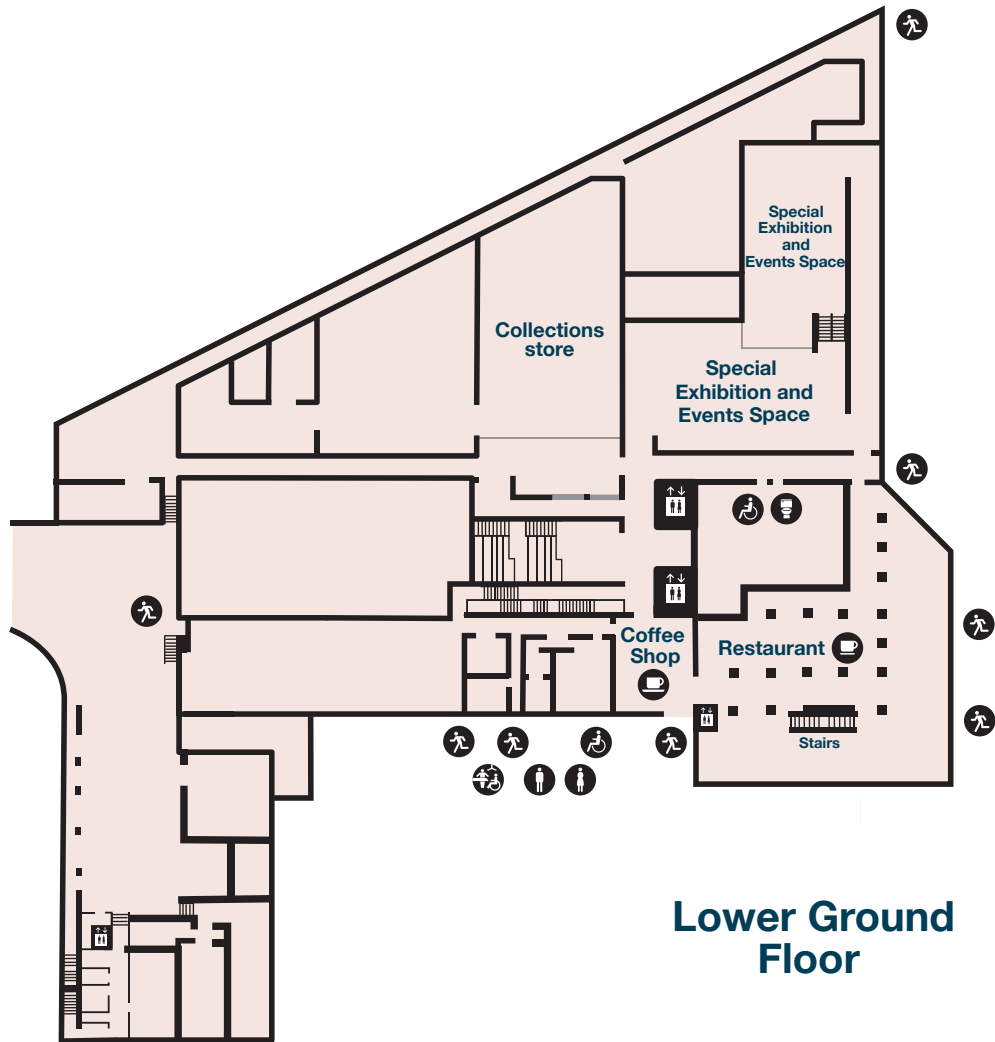 Special
Exhibition
and
Events Space
Collections
store
Special
Exhibition and
Events Space
Coffee
Shop
Restaurant
Stairs
Lower Ground
Floor